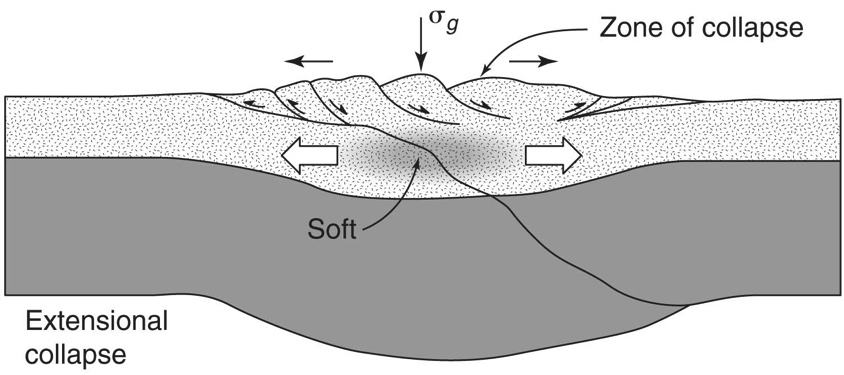 σg
Zone of collapse
Soft
Extensional
collapse